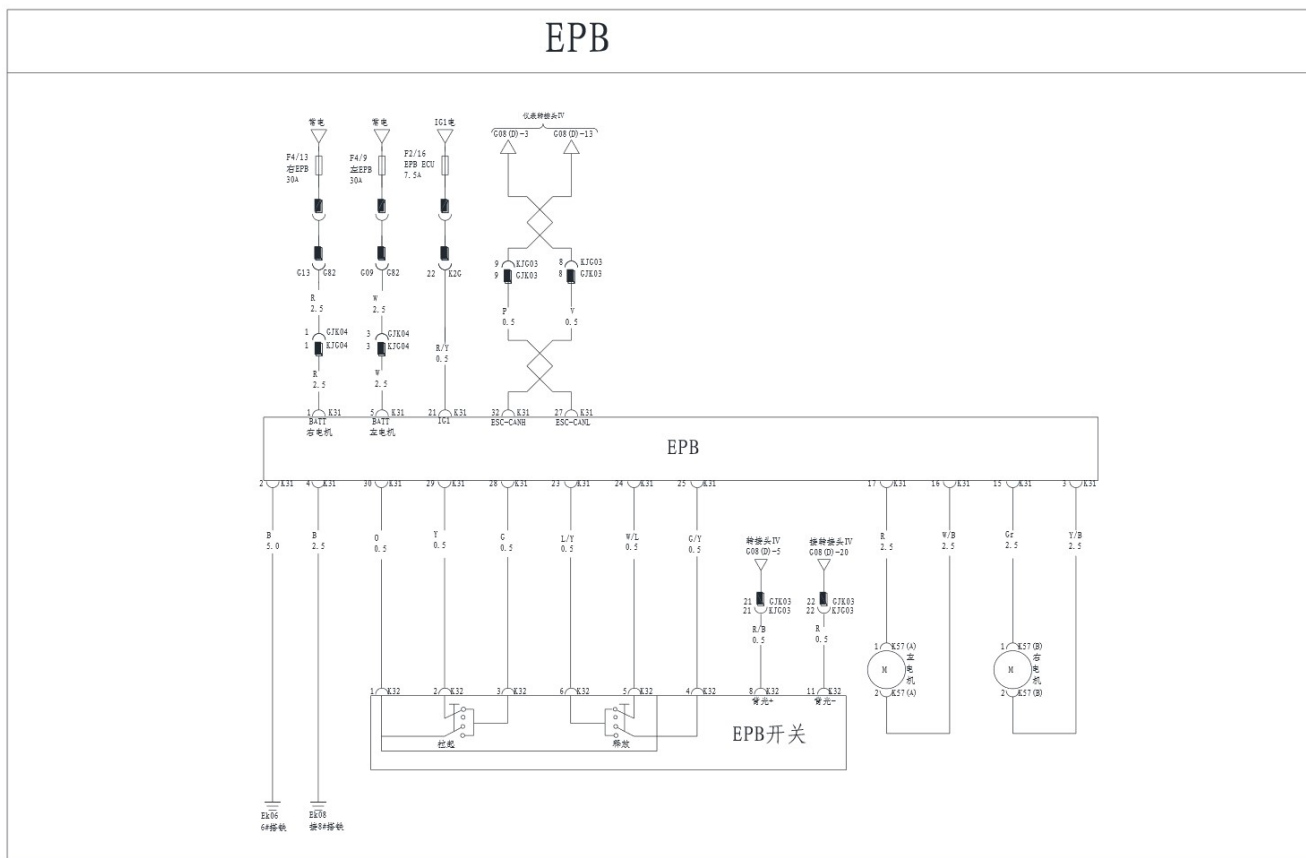 EPB
常电
常电
IG1电
仪表转接头IV
G08(D)-3
G08(D)-13
F4/13
右EPB
30A
F4/9
左EPB
30A
F2/16
EPB ECU
7.5A
G13
G82
G09
G82
22
K2G
9
KJG03
9
GJK03
8
KJG03
8
GJK03
R
2.5
W
2.5
P
0.5
V
0.5
1
GJK04
1
KJG04
3
GJK04
3
KJG04
R/Y
0.5
R
2.5
W
2.5
1
K31
5
K31
21
K31
32
K31
27
K31
BATT
右电机
BATT
左电机
IG1
ESC-CANH
ESC-CANL
EPB
2
K31
4
K31
30
K31
29
K31
28
K31
23
K31
24
K31
25
K31
17
K31
16
K31
15
K31
3
K31
B
5.0
B
2.5
O
0.5
Y
0.5
G
0.5
L/Y
0.5
W/L
0.5
G/Y
0.5
转接头IV
G08(D)-5
接转接头IV
G08(D)-20
R
2.5
W/B
2.5
Gr
2.5
Y/B
2.5
21
GJK03
21
KJG03
22
GJK03
22
KJG03
R/B
0.5
R
0.5
1
K57(A)
M
左电机
2
K57(A)
1
K57(B)
M
右电机
2
K57(B)
1
K32
2
K32
3
K32
6
K32
5
K32
4
K32
8
K32
11
K32
背光+
背光-
拉起
释放
EPB开关
Ek06
6#搭铁
Ek08
接8#搭铁